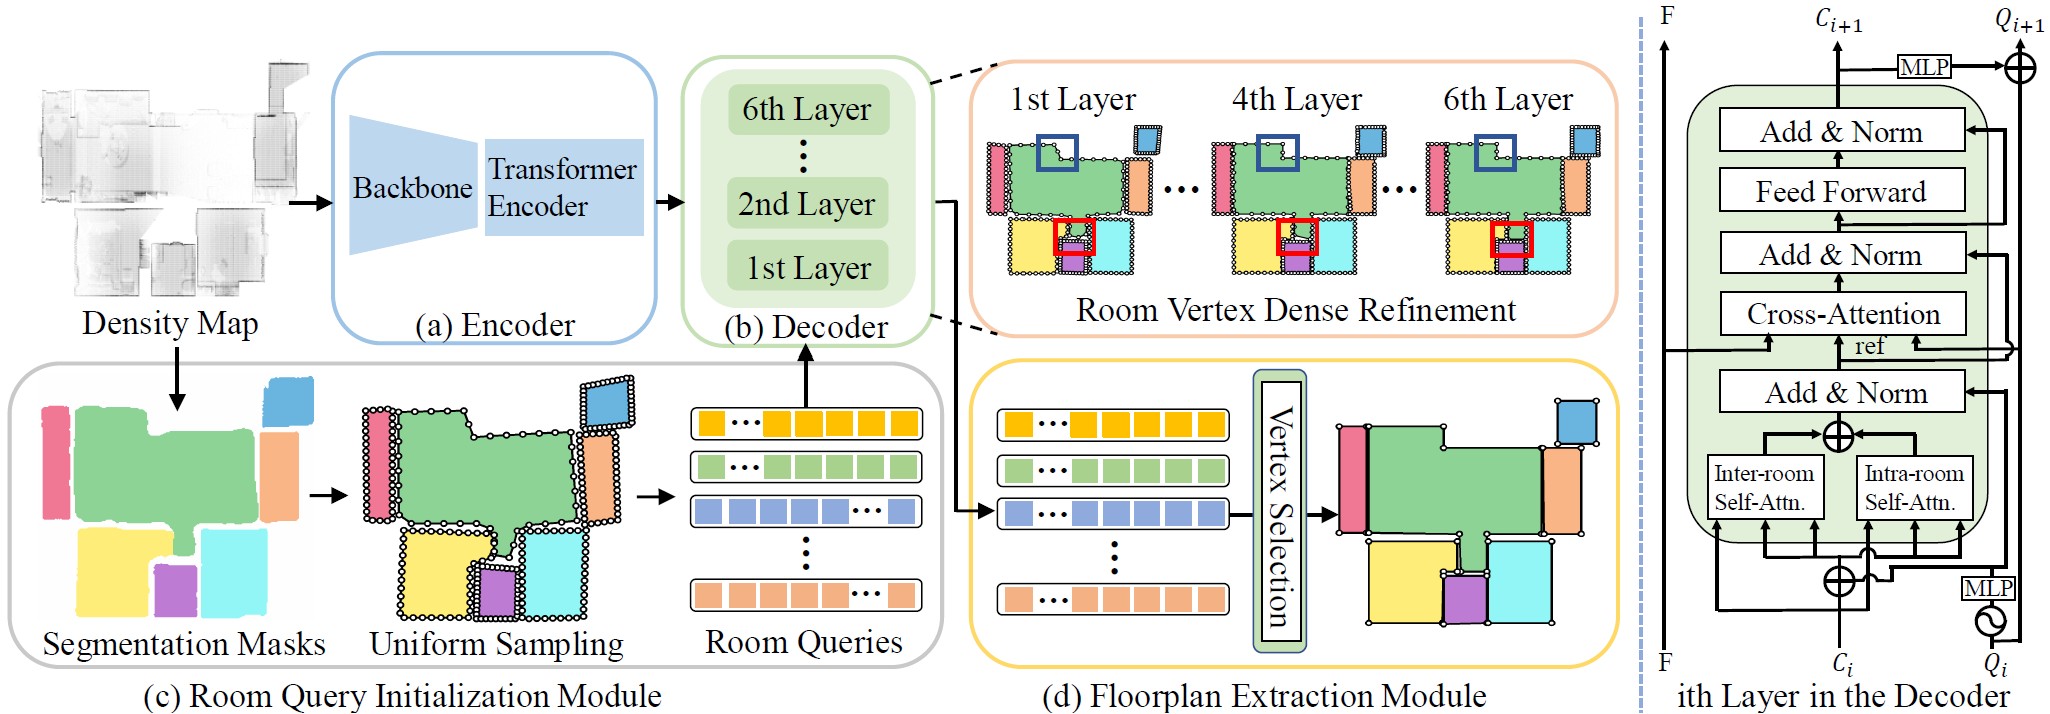 Density Map
Backbone
Transformer
Encoder
(a) Encoder
6th Layer
2nd Layer
1st Layer
(b) Decoder
1st Layer
4th Layer
6th Layer
Room Vertex Dense Refinement
Segmentation Masks
Uniform Sampling
Room Queries
(c) Room Query Initialization Module
Vertex Selection
(d) Floorplan Extraction Module
F
C_{i+1}
Q_{i+1}
MLP
Add & Norm
Feed Forward
Add & Norm
Cross-Attention
ref
Add & Norm
Inter-room
Self-Attn.
Intra-room
Self-Attn.
MLP
F
C_i
Q_i
ith Layer in the Decoder